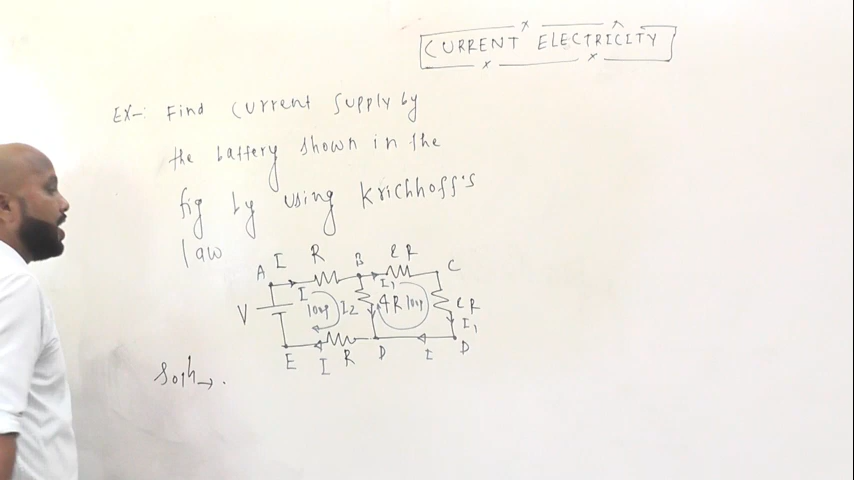 CURRENT ELECTRICITY
EX-: Find current supply by
the battery shown in the
fig by using Krichhoff's
law
A I R B 2R C
V I loop I2 I1 4R loop 2R I1
E I R D I D
Soln →.